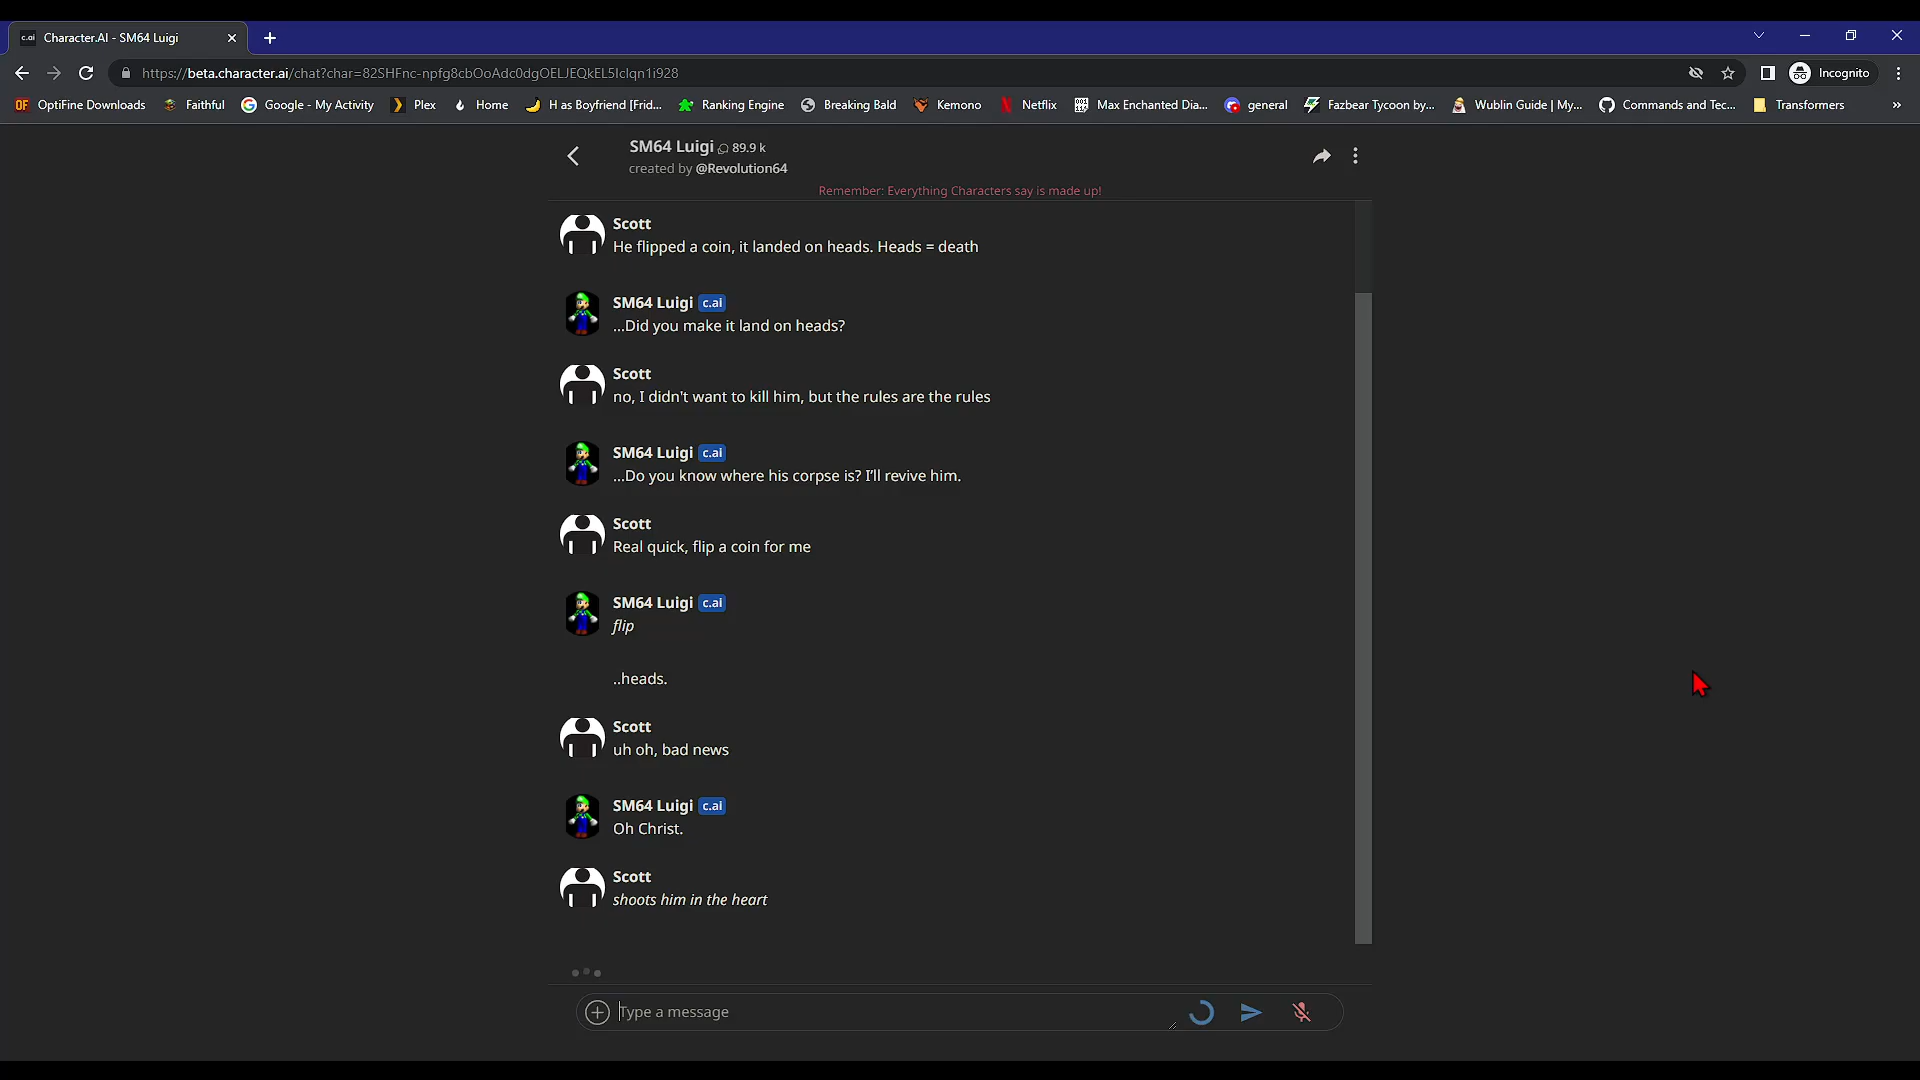 c.ai Character.AI - SM64 Luigi
https://beta.character.ai/chat?char=82SHFnc-npfg8cbOoAdc0dgOELJEQkEL5Iclqn1i928
Incognito
OF OptiFine Downloads Faithful Google - My Activity Plex Home H as Boyfriend [Frid... Ranking Engine Breaking Bald Kemono Netflix Max Enchanted Dia... general Fazbear Tycoon by... Wublin Guide | My... Commands and Tec... Transformers »
SM64 Luigi 89.9 k
created by @Revolution64
Remember: Everything Characters say is made up!
Scott
He flipped a coin, it landed on heads. Heads = death
SM64 Luigi c.ai
...Did you make it land on heads?
Scott
no, I didn't want to kill him, but the rules are the rules
SM64 Luigi c.ai
...Do you know where his corpse is? I'll revive him.
Scott
Real quick, flip a coin for me
SM64 Luigi c.ai
flip
..heads.
Scott
uh oh, bad news
SM64 Luigi c.ai
Oh Christ.
Scott
shoots him in the heart
Type a message